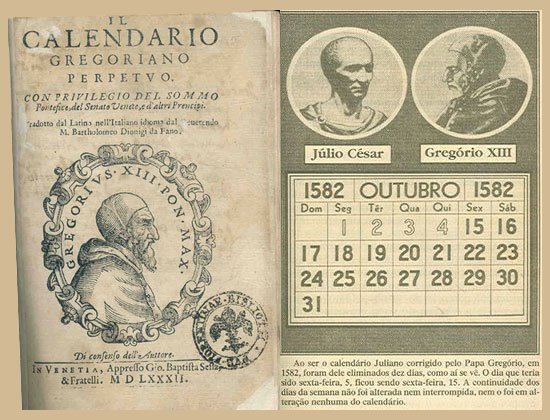 IL
CALENDARIO
GREGORIANO
PERPETVO.
CON PRIVILEGIO DEL SOMMO
Pontefice, del Senato Veneto, e d'altri Prencipi.
Tradotto dal Latino nell'Italiano idioma dal Reuerendo
M. Bartholomeo Dionigi da Fano.
GREGORIVS XIII PON. MAX.
Di consenso dell'Auttore.
IN VENETIA, Appresso Gio. Baptista Sessa,
& Fratelli. M D LXXXII.
Júlio César
Gregório XIII
1582 OUTUBRO 1582
Dom Seg Têr Qua Qui Sex Sáb
1 2 3 4 15 16
17 18 19 20 21 22 23
24 25 26 27 28 29 30
31
Ao ser o calendário Juliano corrigido pelo Papa Gregório, em
1582, foram dele eliminados dez dias, como aí se vê. O dia que teria
sido sexta-feira, 5, ficou sendo sexta-feira, 15. A continuidade dos
dias da semana não foi alterada nem interrompida, nem o foi em al-
teração nenhuma do calendário.